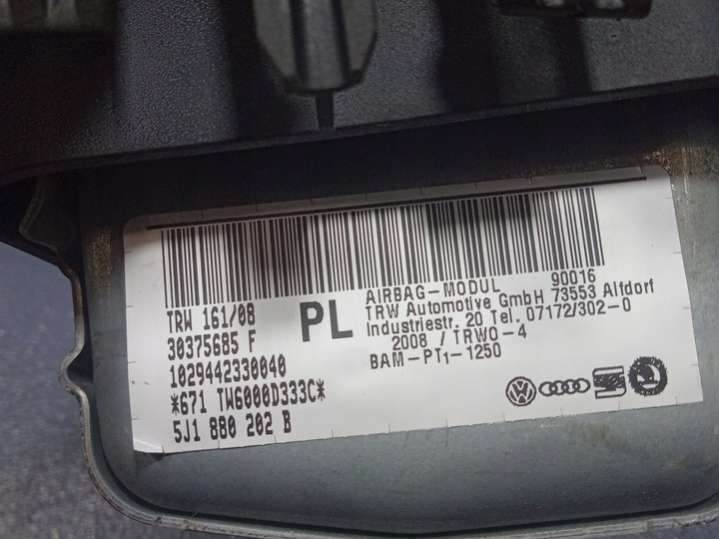 TRW 161/08
30375685 F
1029442330040
*671 TW6000D333C*
5J1 880 202 B
PL
AIRBAG-MODUL 90016
TRW Automotive GmbH 73553 Alfdorf
Industriestr. 20 Tel. 07172/302-0
2008 / TRWO-4
BAM-PT1-1250